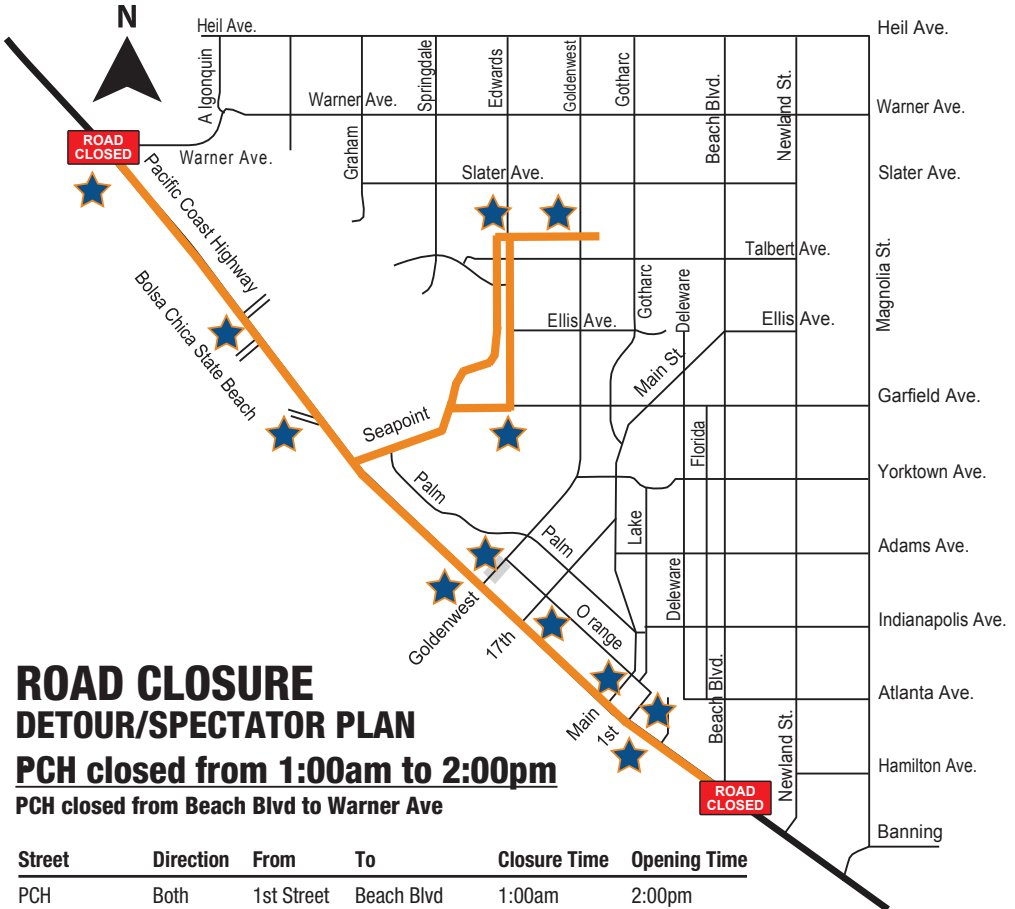 N
Heil Ave.
Heil Ave.
A lgonquin
Springdale
Edwards
Goldenwest
Gotharc
Beach Blvd.
Newland St.
Warner Ave.
Warner Ave.
ROAD
CLOSED
Warner Ave.
Graham
Pacific Coast Highway
Slater Ave.
Slater Ave.
Talbert Ave.
Magnolia St.
Bolsa Chica State Beach
Gotharc
Deleware
Ellis Ave.
Ellis Ave.
Main St.
Garfield Ave.
Seapoint
Florida
Palm
Yorktown Ave.
Palm
Lake
Adams Ave.
Deleware
Goldenwest
17th
O range
Indianapolis Ave.
Beach Blvd.
Atlanta Ave.
Main
1st
Newland St.
Hamilton Ave.
ROAD
CLOSED
Banning
ROAD CLOSURE
DETOUR/SPECTATOR PLAN
PCH closed from 1:00am to 2:00pm
PCH closed from Beach Blvd to Warner Ave
Street Direction From To Closure Time Opening Time
PCH Both 1st Street Beach Blvd 1:00am 2:00pm